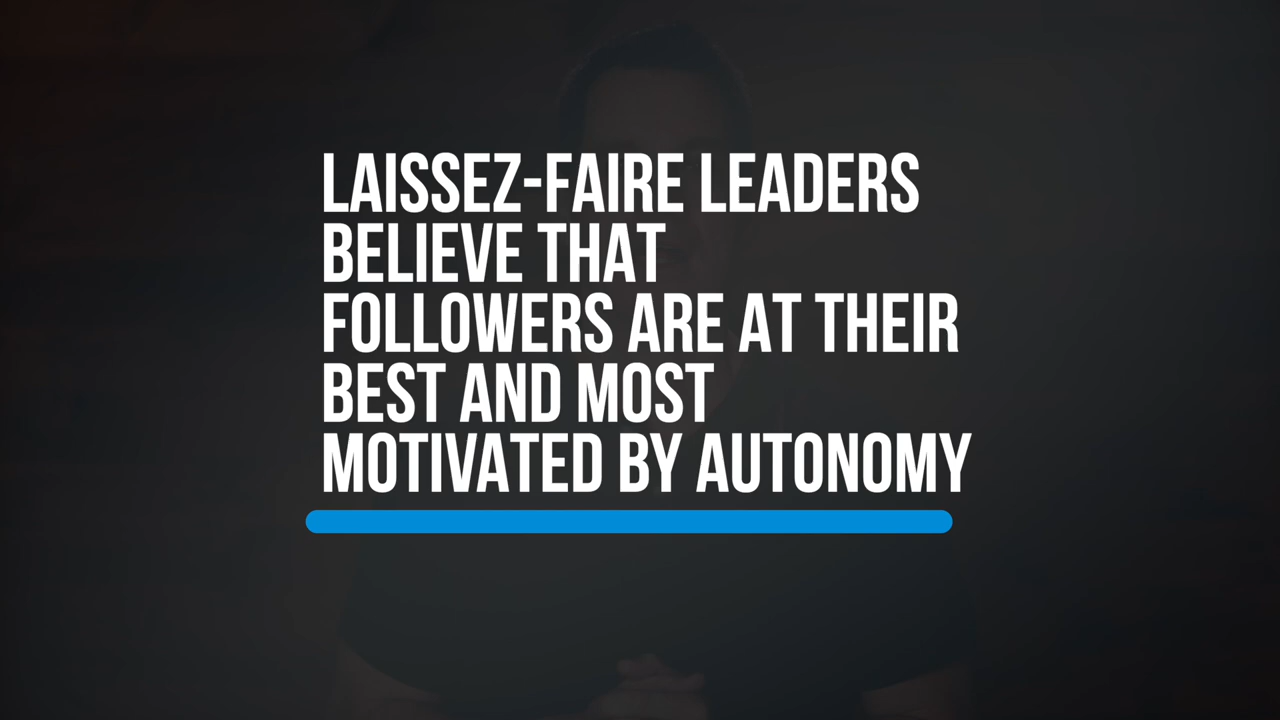 LAISSEZ-FAIRE LEADERS
BELIEVE THAT
FOLLOWERS ARE AT THEIR
BEST AND MOST
MOTIVATED BY AUTONOMY